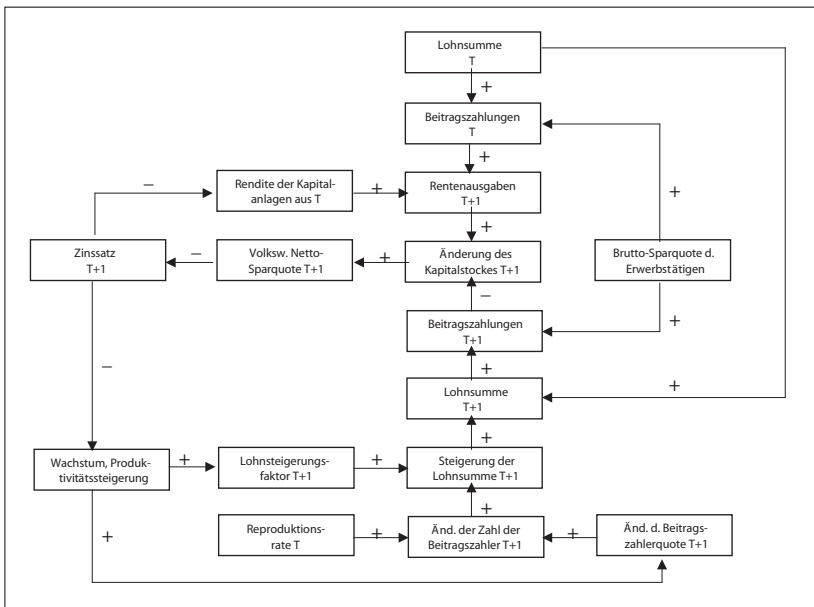 Lohnsumme
T
+
Beitragszahlungen
T
+
−
Rendite der Kapital-
anlagen aus T
+
Rentenausgaben
T+1
+
+
Zinssatz
T+1
−
Volksw. Netto-
Sparquote T+1
+
Änderung des
Kapitalstockes T+1
Brutto-Sparquote d.
Erwerbstätigen
−
Beitragszahlungen
T+1
+
−
+
Lohnsumme
T+1
+
+
Wachstum, Produk-
tivitätssteigerung
+
Lohnsteigerungs-
faktor T+1
+
Steigerung der
Lohnsumme T+1
+
+
Reproduktions-
rate T
+
Änd. der Zahl der
Beitragszahler T+1
+
Änd. d. Beitrags-
zahlerquote T+1